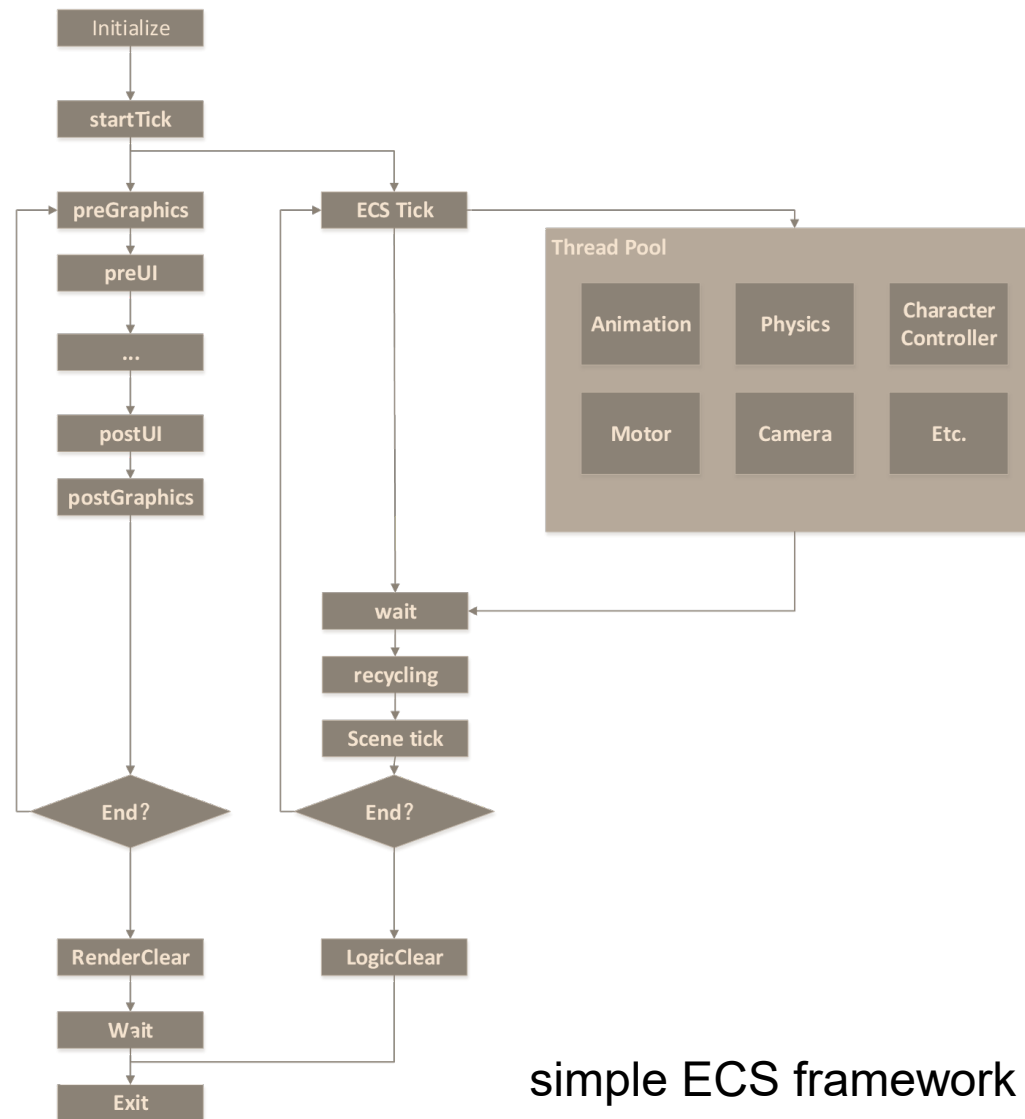 Initialize
startTick
preGraphics
preUI
...
postUI
postGraphics
End?
RenderClear
Wait
Exit
ECS Tick
wait
recycling
Scene tick
End?
LogicClear
Thread Pool
Animation
Physics
Character
Controller
Motor
Camera
Etc.
simple ECS framework